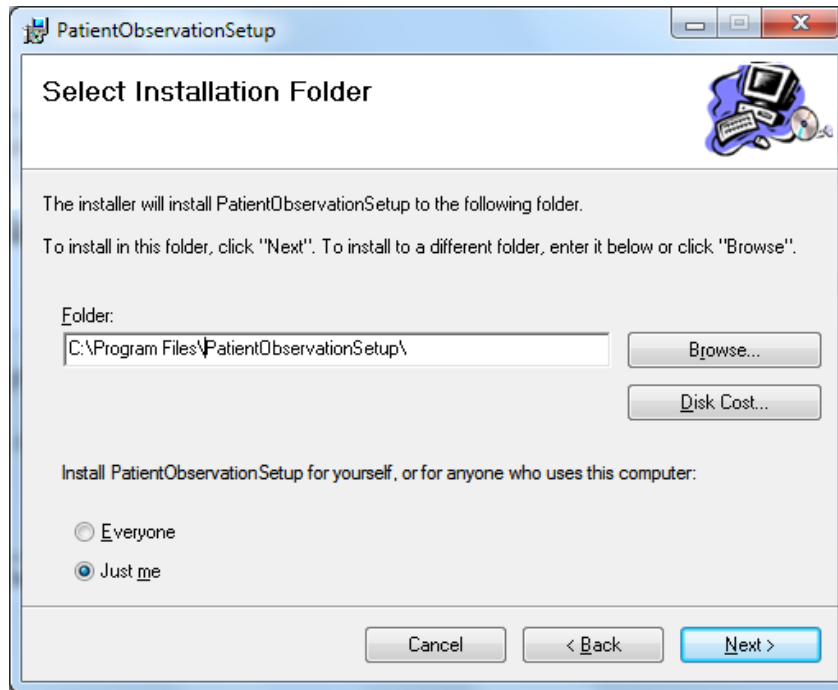 PatientObservationSetup
Select Installation Folder
The installer will install PatientObservationSetup to the following folder.
To install in this folder, click "Next". To install to a different folder, enter it below or click "Browse".
Folder:
C:\Program Files\PatientObservationSetup\
Browse...
Disk Cost...
Install PatientObservationSetup for yourself, or for anyone who uses this computer:
Everyone
Just me
Cancel
< Back
Next >